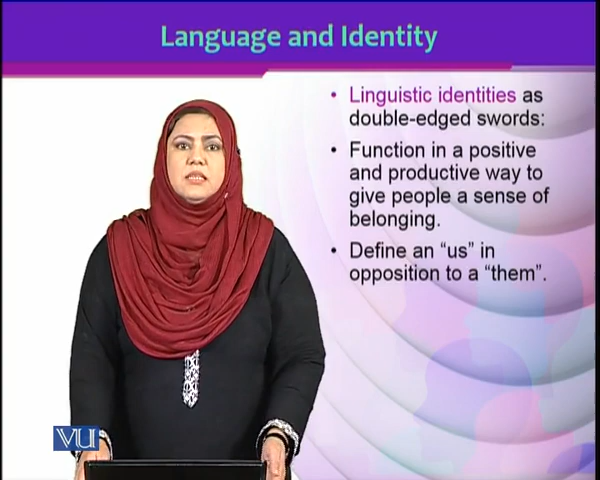 Language and Identity
• Linguistic identities as
double-edged swords:
• Function in a positive
and productive way to
give people a sense of
belonging.
• Define an “us” in
opposition to a “them”.
VU